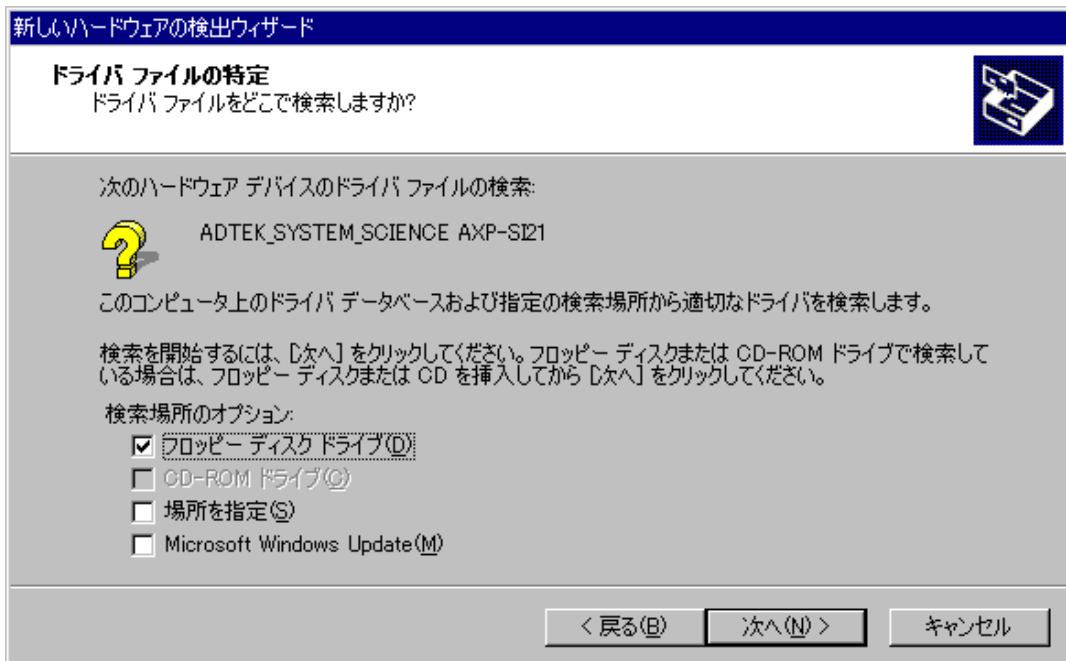 新しいハードウェアの検出ウィザード
ドライバ ファイルの特定
ドライバ ファイルをどこで検索しますか?
次のハードウェア デバイスのドライバ ファイルの検索:
ADTEK_SYSTEM_SCIENCE AXP-SI21
このコンピュータ上のドライバ データベースおよび指定の検索場所から適切なドライバを検索します。
検索を開始するには、[次へ] をクリックしてください。フロッピー ディスクまたは CD-ROM ドライブで検索して
いる場合は、フロッピー ディスクまたは CD を挿入してから [次へ] をクリックしてください。
検索場所のオプション:
フロッピー ディスク ドライブ(D)
CD-ROM ドライブ(C)
場所を指定(S)
Microsoft Windows Update(M)
< 戻る(B)
次へ(N) >
キャンセル